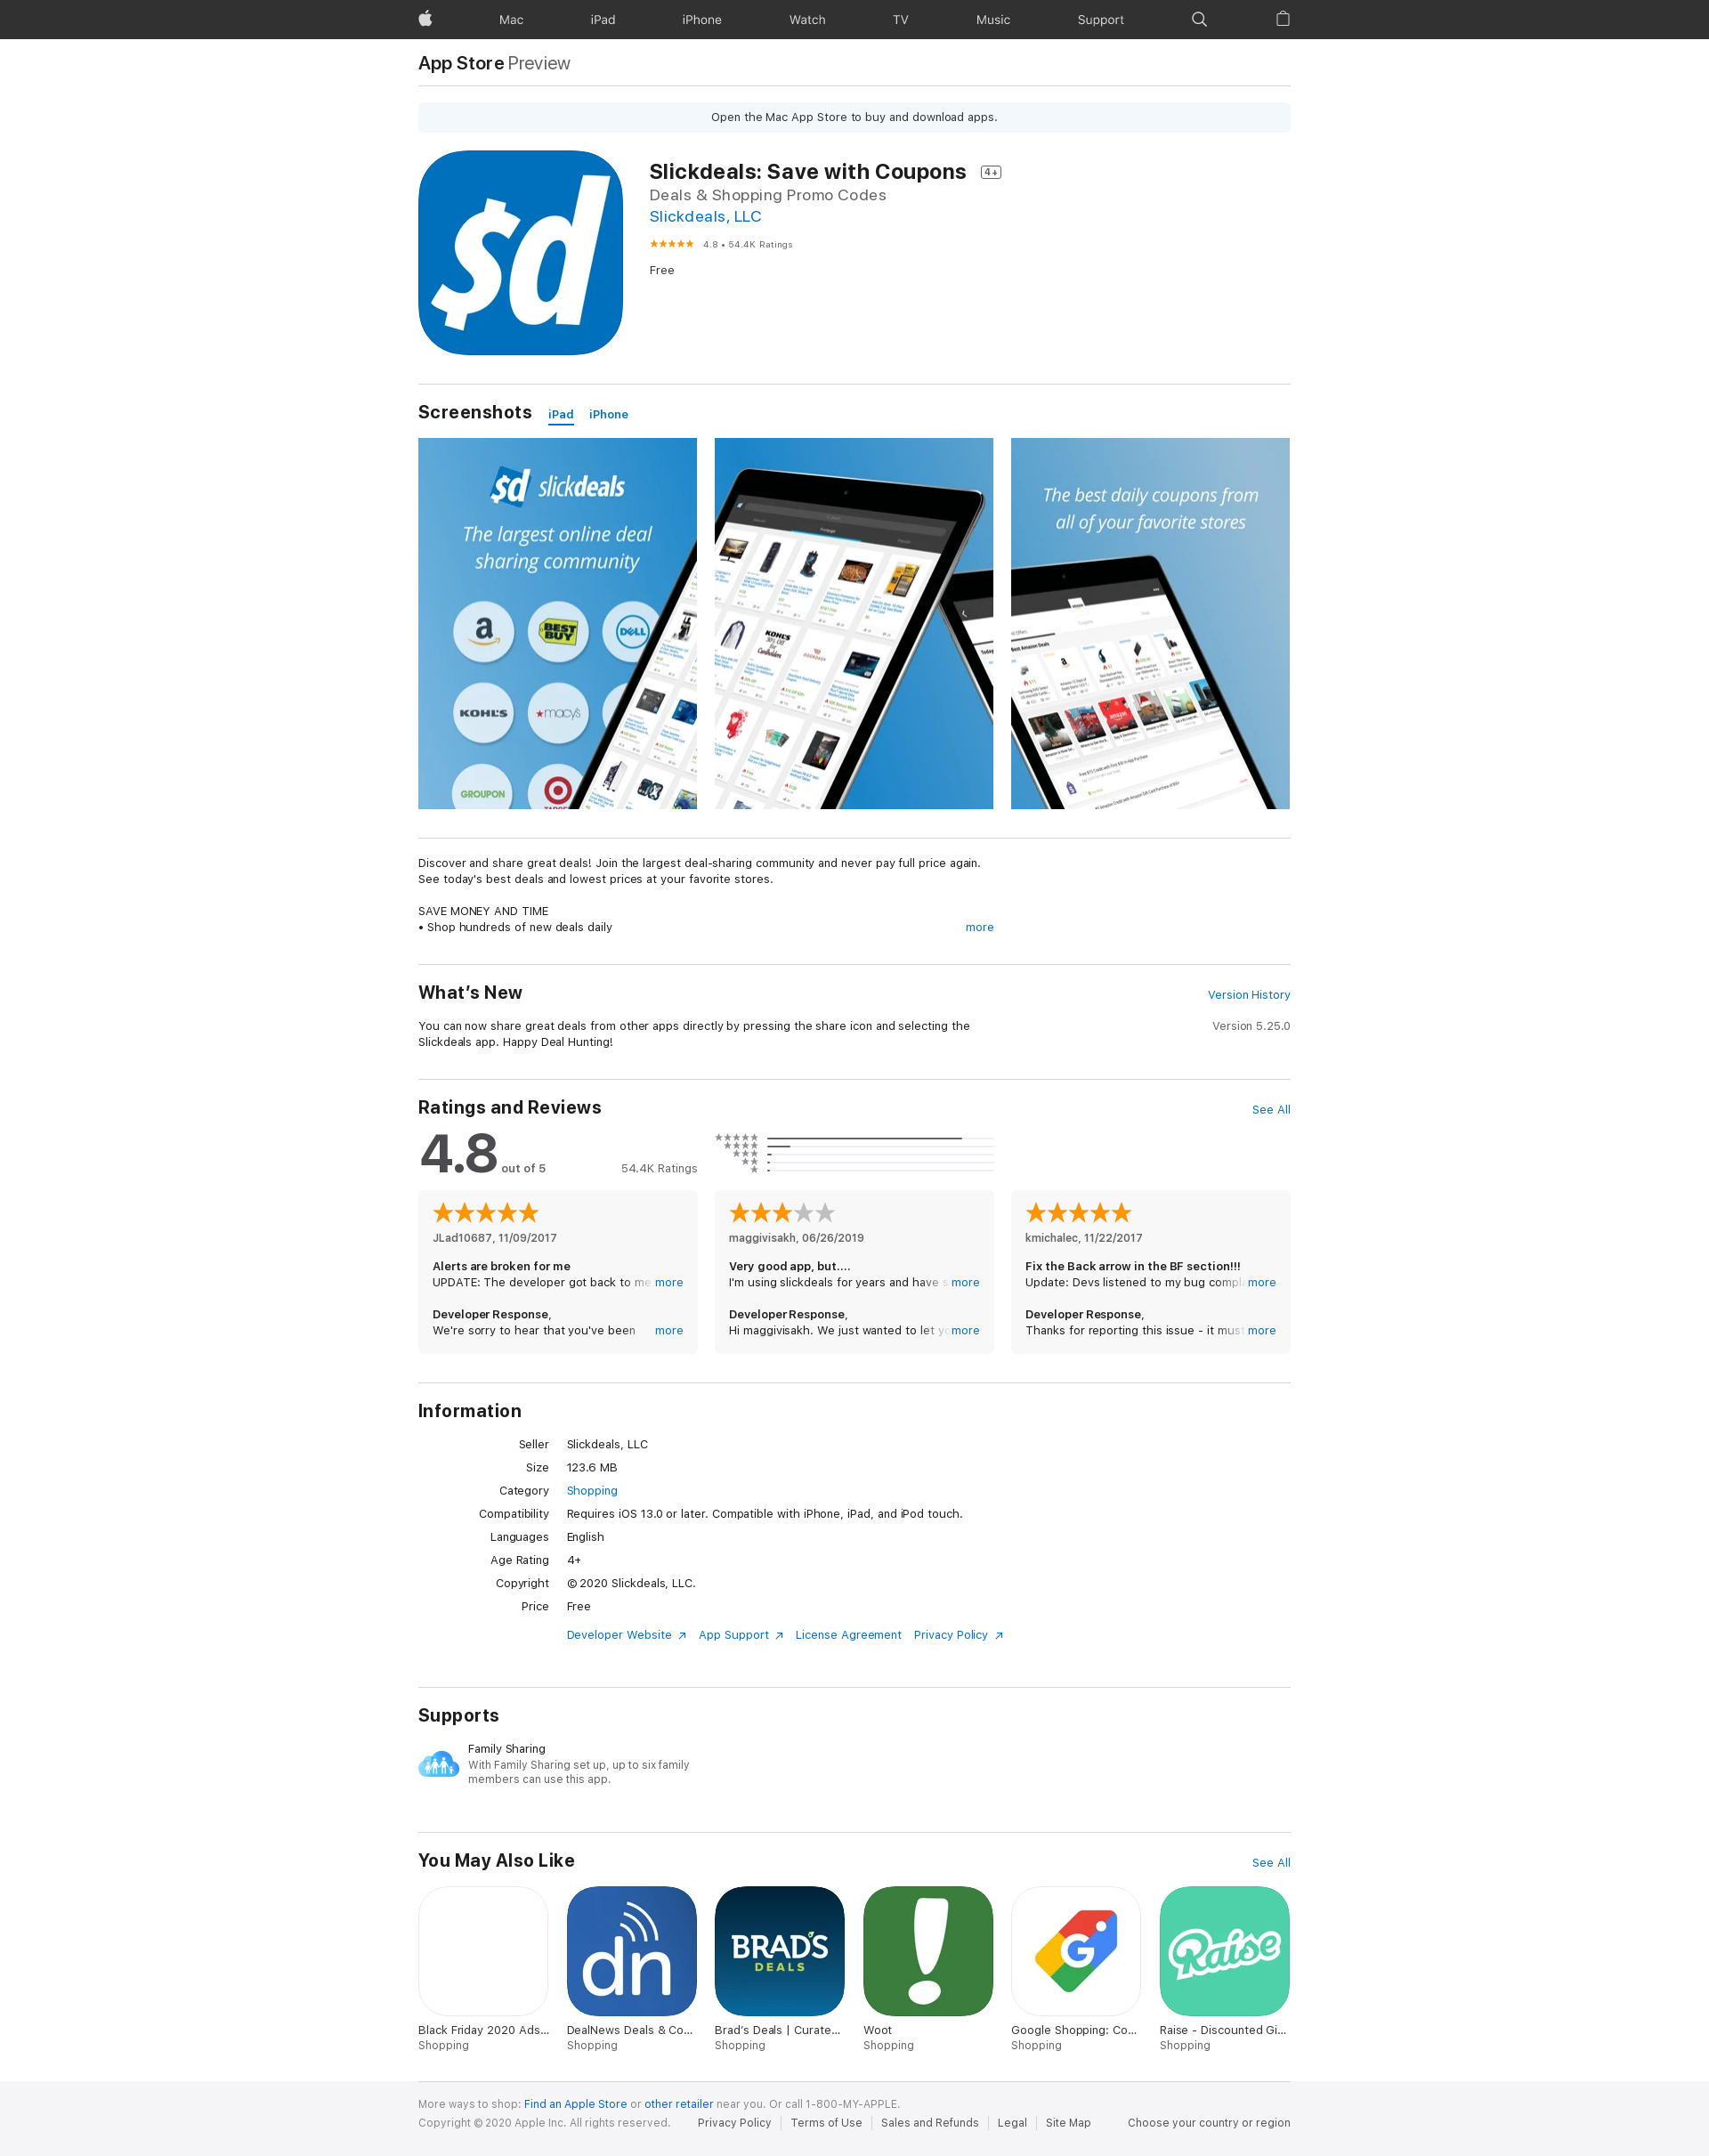 Mac
iPad
iPhone
Watch
TV
Music
Support
App Store Preview
Open the Mac App Store to buy and download apps.
$d
Slickdeals: Save with Coupons 4+
Deals & Shopping Promo Codes
Slickdeals, LLC
4.8 • 54.4K Ratings
Free
Screenshots iPad iPhone
$d slickdeals
The largest online deal
sharing community
a
BEST BUY
DELL
KOHL'S
macy's
GROUPON
The best daily coupons from
all of your favorite stores
Discover and share great deals! Join the largest deal-sharing community and never pay full price again.
See today's best deals and lowest prices at your favorite stores.
SAVE MONEY AND TIME
• Shop hundreds of new deals daily more
What's New Version History
You can now share great deals from other apps directly by pressing the share icon and selecting the
Slickdeals app. Happy Deal Hunting!
Version 5.25.0
Ratings and Reviews See All
4.8 out of 5 54.4K Ratings
JLad10687, 11/09/2017
Alerts are broken for me
UPDATE: The developer got back to me more
Developer Response,
We're sorry to hear that you've been more
maggivisakh, 06/26/2019
Very good app, but....
I'm using slickdeals for years and have more
Developer Response,
Hi maggivisakh. We just wanted to let more
kmichalec, 11/22/2017
Fix the Back arrow in the BF section!!!
Update: Devs listened to my bug more
Developer Response,
Thanks for reporting this issue - it must more
Information
Seller Slickdeals, LLC
Size 123.6 MB
Category Shopping
Compatibility Requires iOS 13.0 or later. Compatible with iPhone, iPad, and iPod touch.
Languages English
Age Rating 4+
Copyright © 2020 Slickdeals, LLC.
Price Free
Developer Website App Support License Agreement Privacy Policy
Supports
Family Sharing
With Family Sharing set up, up to six family
members can use this app.
You May Also Like See All
dn
BRAD'S
DEALS
!
G
Raise
Black Friday 2020 Ads...
Shopping
DealNews Deals & Co...
Shopping
Brad's Deals | Curate...
Shopping
Woot
Shopping
Google Shopping: Co...
Shopping
Raise - Discounted Gi...
Shopping
More ways to shop: Find an Apple Store or other retailer near you. Or call 1-800-MY-APPLE.
Copyright © 2020 Apple Inc. All rights reserved. Privacy Policy Terms of Use Sales and Refunds Legal Site Map Choose your country or region